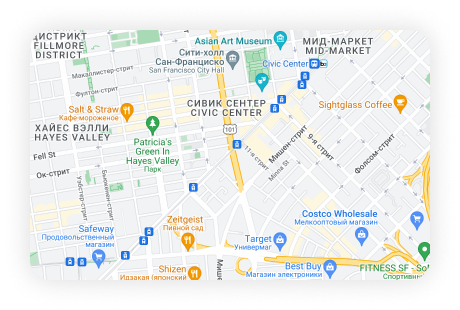 ДИСТРИКТ
FILLMORE
DISTRICT
Asian Art Museum
Сити-холл
Сан-Франциско
San Francisco City Hall
МИД-МАРКЕТ
MID-MARKET
Civic Center
Макаллистер-стрит
Фултон-стрит
Salt & Straw
Кафе-мороженое
СИВИК СЕНТЕР
CIVIC CENTER
Sightglass Coffee
ХАЙЕС ВЭЛЛИ
HAYES VALLEY
Patricia's
Green In
Hayes Valley
Парк
101
Мишен-стрит
9-я стрит
11-я стрит
Minna St
Фолсом-стрит
Fell St
Ок-стрит
Уэбстер-стрит
Бьюкенен-стрит
Zeitgeist
Пивной сад
Costco Wholesale
Мелкооптовый магазин
Safeway
Продовольственный
магазин
Target
Универмаг
Shizen
Идзакая (японский
Миш
Best Buy
Магазин электроники
FITNESS SF - So
Спортивны